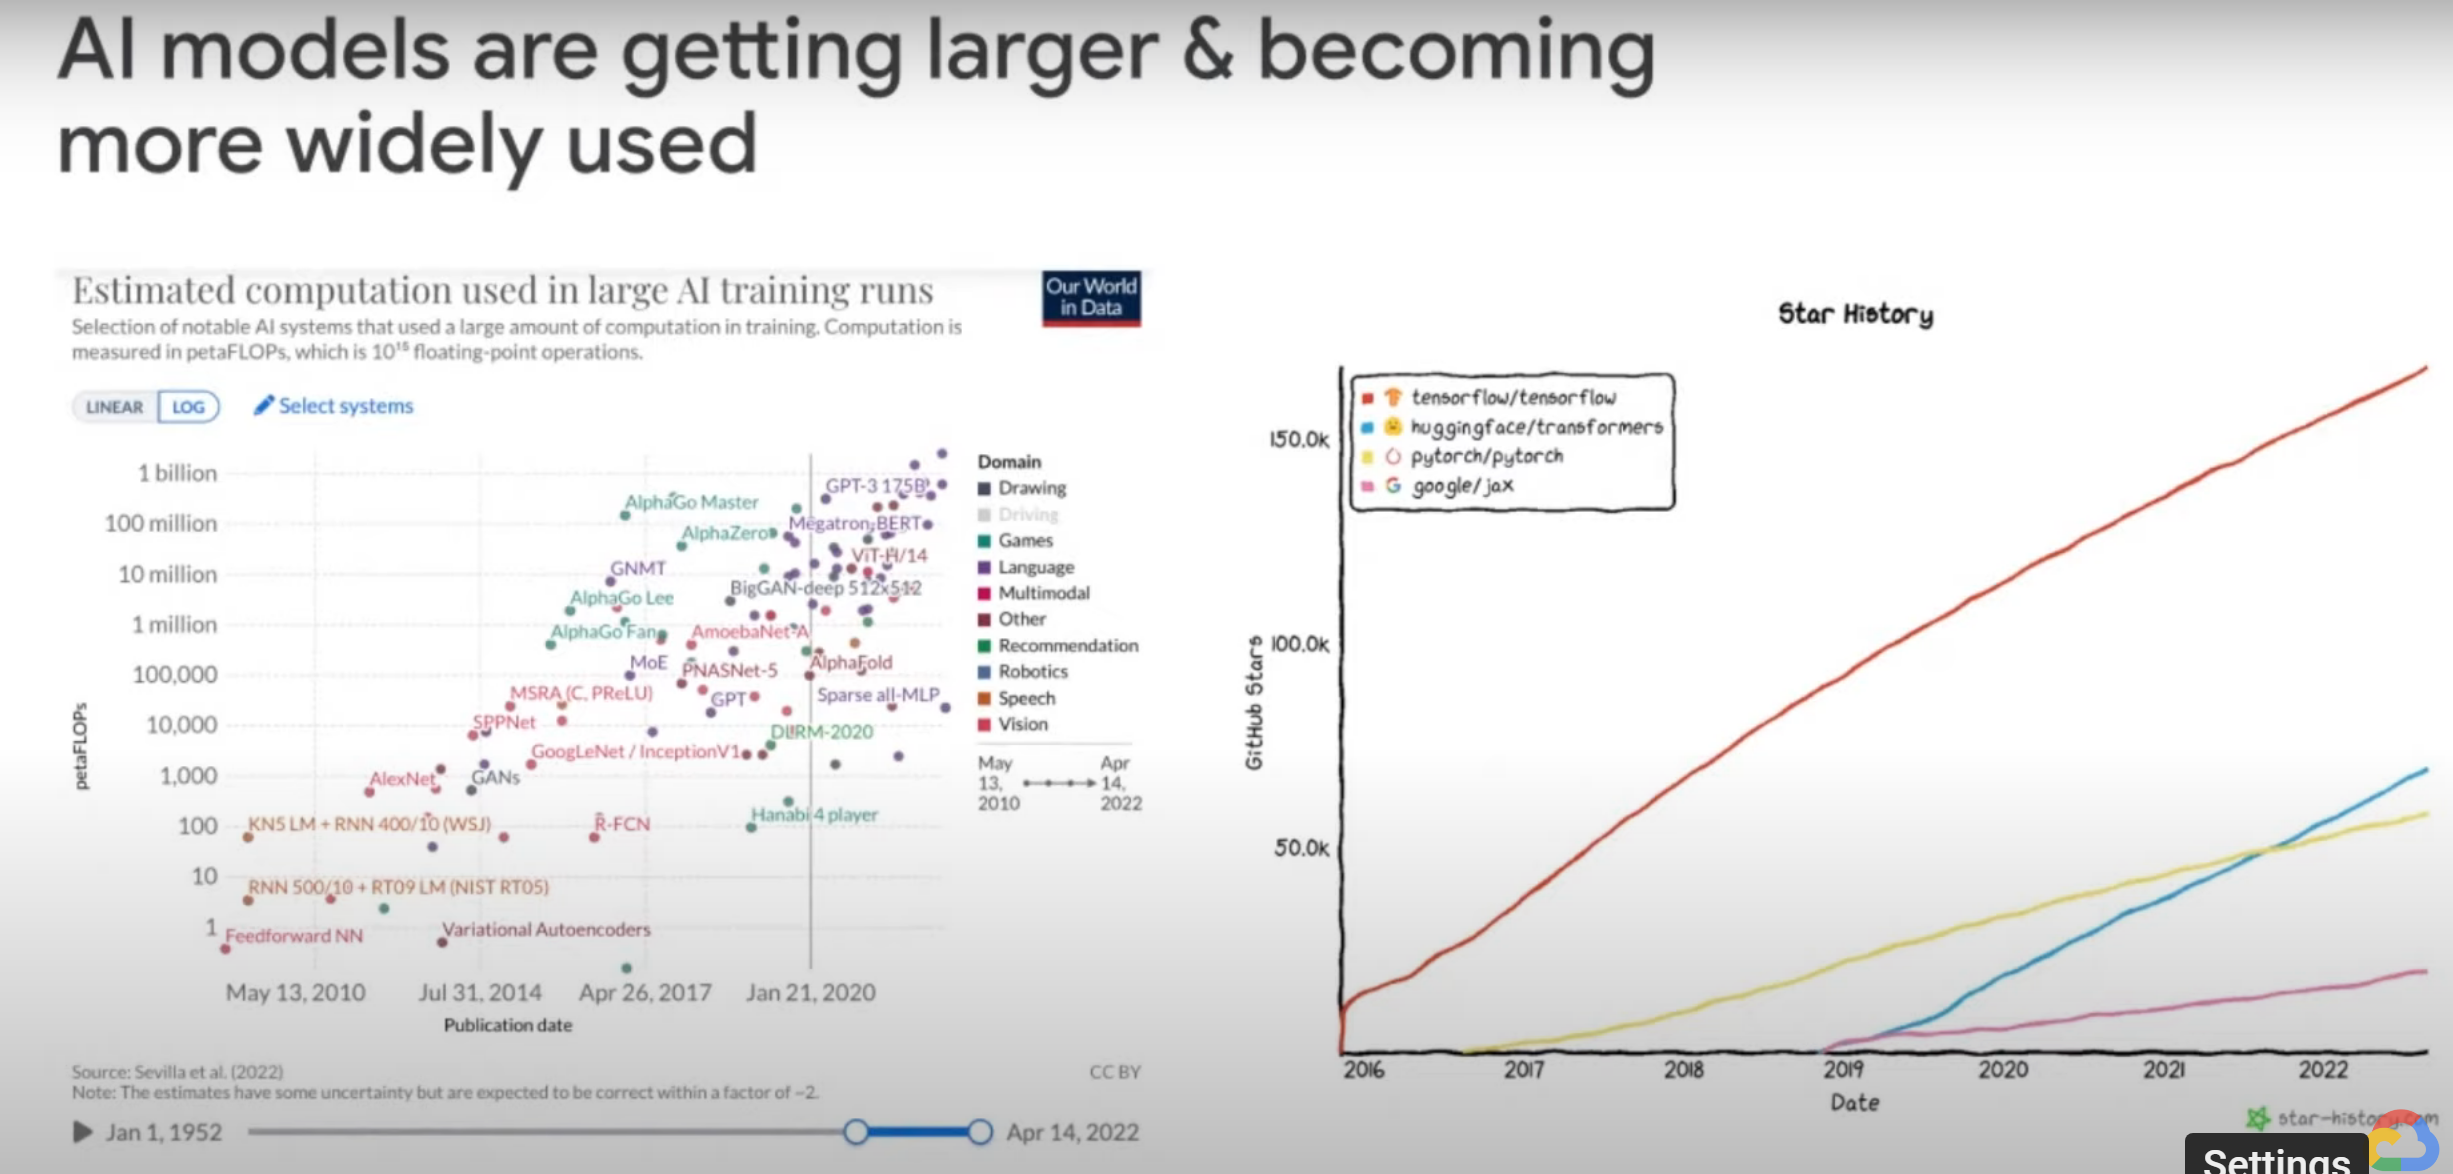 AI models are getting larger & becoming
more widely used
Estimated computation used in large AI training runs
Our World
in Data
Selection of notable AI systems that used a large amount of computation in training. Computation is
measured in petaFLOPs, which is 10¹⁵ floating-point operations.
LINEAR LOG Select systems
1 billion
100 million
10 million
1 million
100,000
10,000
1,000
100
10
1
petaFLOPs
GPT-3 175B
AlphaGo Master
Megatron-BERT
AlphaZero
ViT-H/14
GNMT
BigGAN-deep 512x512
AlphaGo Lee
AlphaGo Fan
AmoebaNet-A
MoE
PNASNet-5
AlphaFold
MSRA (C, PReLU)
GPT
Sparse all-MLP
SPPNet
DLRM-2020
GoogLeNet / InceptionV1
AlexNet
GANs
Hanabi 4 player
KN5 LM + RNN 400/10 (WSJ)
R-FCN
RNN 500/10 + RT09 LM (NIST RT05)
Feedforward NN
Variational Autoencoders
May 13, 2010 Jul 31, 2014 Apr 26, 2017 Jan 21, 2020
Publication date
Domain
Drawing
Driving
Games
Language
Multimodal
Other
Recommendation
Robotics
Speech
Vision
May
13,
2010
Apr
14,
2022
Source: Sevilla et al. (2022)
CC BY
Note: The estimates have some uncertainty but are expected to be correct within a factor of ~2.
Jan 1, 1952
Apr 14, 2022
Star History
tensorflow/tensorflow
huggingface/transformers
pytorch/pytorch
google/jax
150.0k
100.0k
50.0k
GitHub Stars
2016 2017 2018 2019 2020 2021 2022
Date
star-history.com
Settings